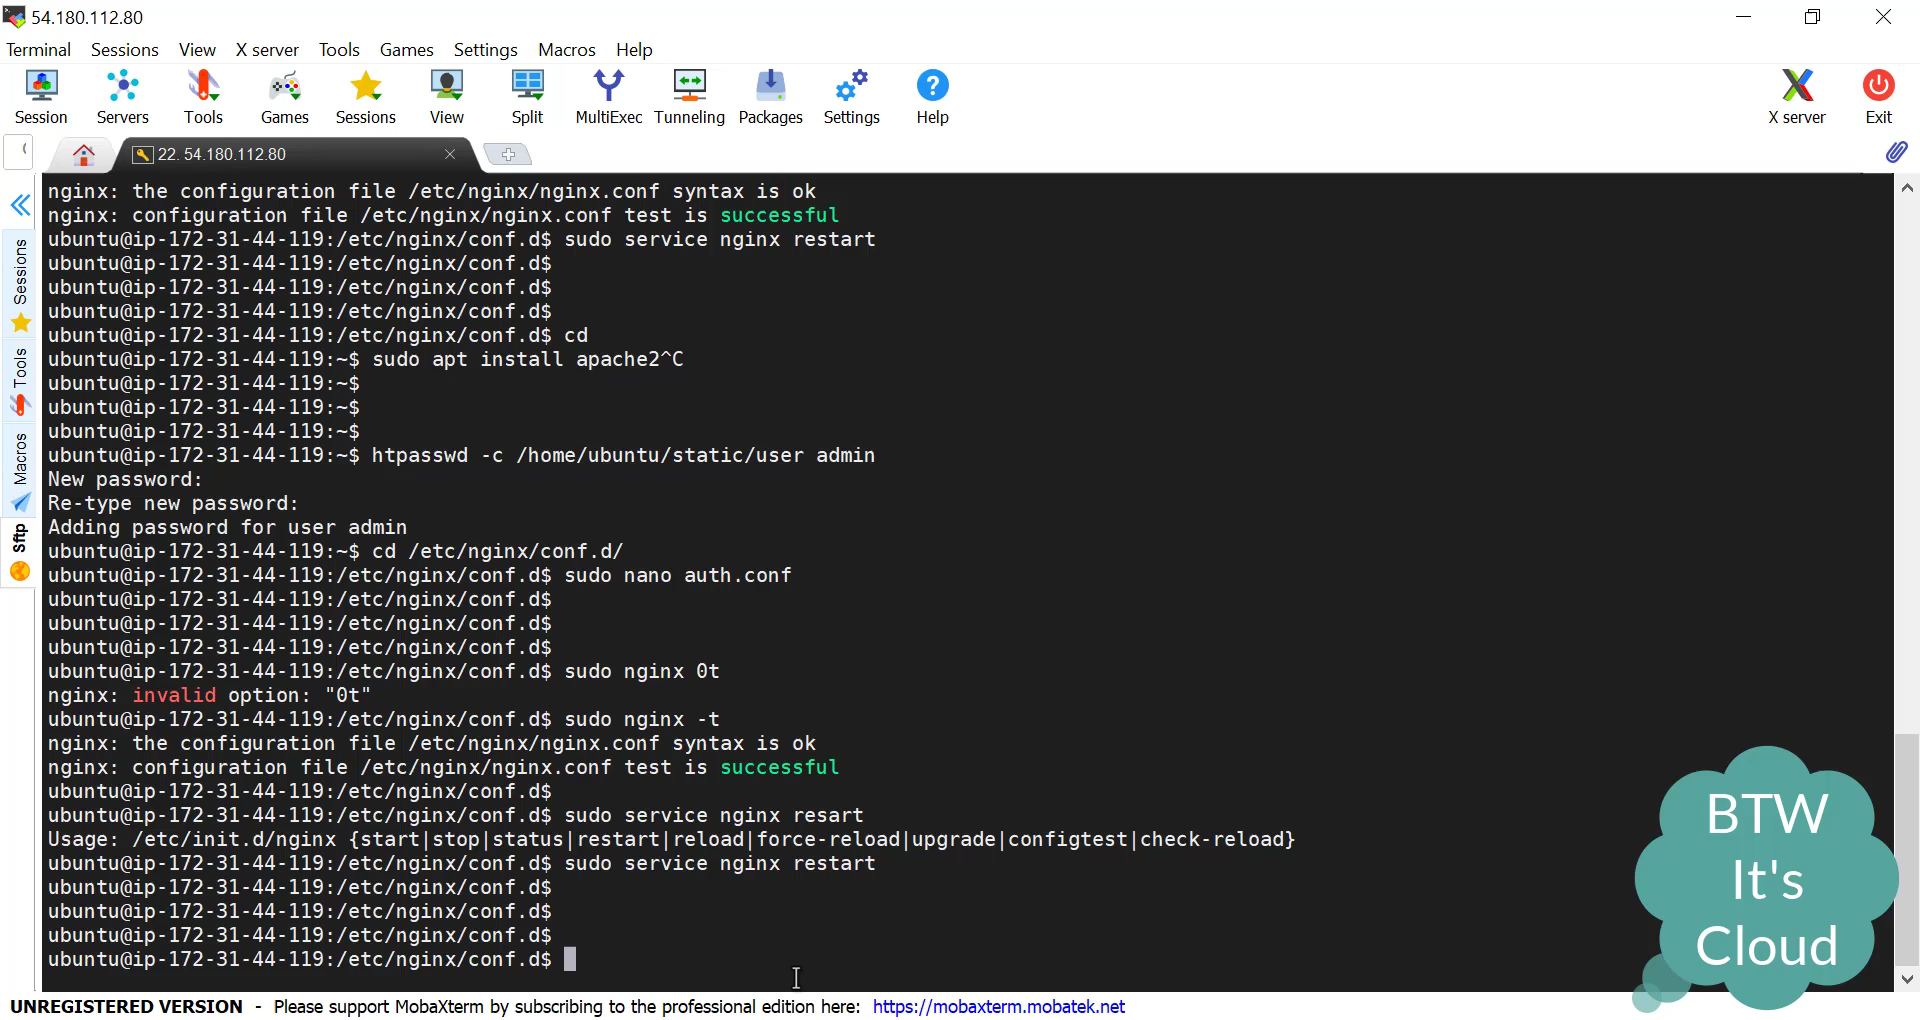 54.180.112.80
Terminal Sessions View X server Tools Games Settings Macros Help
Session Servers Tools Games Sessions View Split MultiExec Tunneling Packages Settings Help X server Exit
22. 54.180.112.80
Sessions
Tools
Macros
Sftp
nginx: the configuration file /etc/nginx/nginx.conf syntax is ok
nginx: configuration file /etc/nginx/nginx.conf test is successful
ubuntu@ip-172-31-44-119:/etc/nginx/conf.d$ sudo service nginx restart
ubuntu@ip-172-31-44-119:/etc/nginx/conf.d$
ubuntu@ip-172-31-44-119:/etc/nginx/conf.d$
ubuntu@ip-172-31-44-119:/etc/nginx/conf.d$
ubuntu@ip-172-31-44-119:/etc/nginx/conf.d$ cd
ubuntu@ip-172-31-44-119:~$ sudo apt install apache2^C
ubuntu@ip-172-31-44-119:~$
ubuntu@ip-172-31-44-119:~$
ubuntu@ip-172-31-44-119:~$
ubuntu@ip-172-31-44-119:~$ htpasswd -c /home/ubuntu/static/user admin
New password:
Re-type new password:
Adding password for user admin
ubuntu@ip-172-31-44-119:~$ cd /etc/nginx/conf.d/
ubuntu@ip-172-31-44-119:/etc/nginx/conf.d$ sudo nano auth.conf
ubuntu@ip-172-31-44-119:/etc/nginx/conf.d$
ubuntu@ip-172-31-44-119:/etc/nginx/conf.d$
ubuntu@ip-172-31-44-119:/etc/nginx/conf.d$
ubuntu@ip-172-31-44-119:/etc/nginx/conf.d$ sudo nginx 0t
nginx: invalid option: "0t"
ubuntu@ip-172-31-44-119:/etc/nginx/conf.d$ sudo nginx -t
nginx: the configuration file /etc/nginx/nginx.conf syntax is ok
nginx: configuration file /etc/nginx/nginx.conf test is successful
ubuntu@ip-172-31-44-119:/etc/nginx/conf.d$
ubuntu@ip-172-31-44-119:/etc/nginx/conf.d$ sudo service nginx resart
Usage: /etc/init.d/nginx {start|stop|status|restart|reload|force-reload|upgrade|configtest|check-reload}
ubuntu@ip-172-31-44-119:/etc/nginx/conf.d$ sudo service nginx restart
ubuntu@ip-172-31-44-119:/etc/nginx/conf.d$
ubuntu@ip-172-31-44-119:/etc/nginx/conf.d$
ubuntu@ip-172-31-44-119:/etc/nginx/conf.d$
ubuntu@ip-172-31-44-119:/etc/nginx/conf.d$
BTW
It's
Cloud
UNREGISTERED VERSION - Please support MobaXterm by subscribing to the professional edition here: https://mobaxterm.mobatek.net